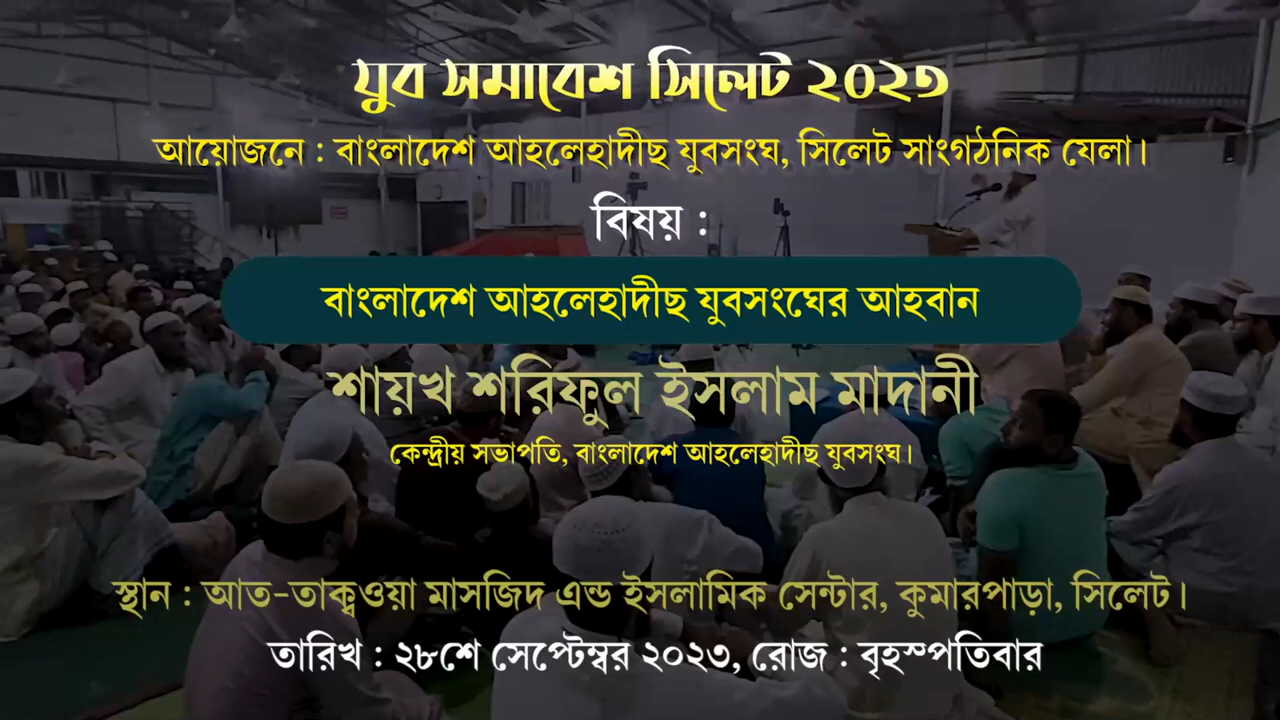 যুব সমাবেশ সিলেট ২০২৩
আয়োজনে : বাংলাদেশ আহলেহাদীছ যুবসংঘ, সিলেট সাংগঠনিক যেলা।
বিষয় :
বাংলাদেশ আহলেহাদীছ যুবসংঘের আহবান
শায়খ শরিফুল ইসলাম মাদানী
কেন্দ্রীয় সভাপতি, বাংলাদেশ আহলেহাদীছ যুবসংঘ।
স্থান : আত-তাক্বওয়া মাসজিদ এন্ড ইসলামিক সেন্টার, কুমারপাড়া, সিলেট।
তারিখ : ২৮শে সেপ্টেম্বর ২০২৩, রোজ : বৃহস্পতিবার